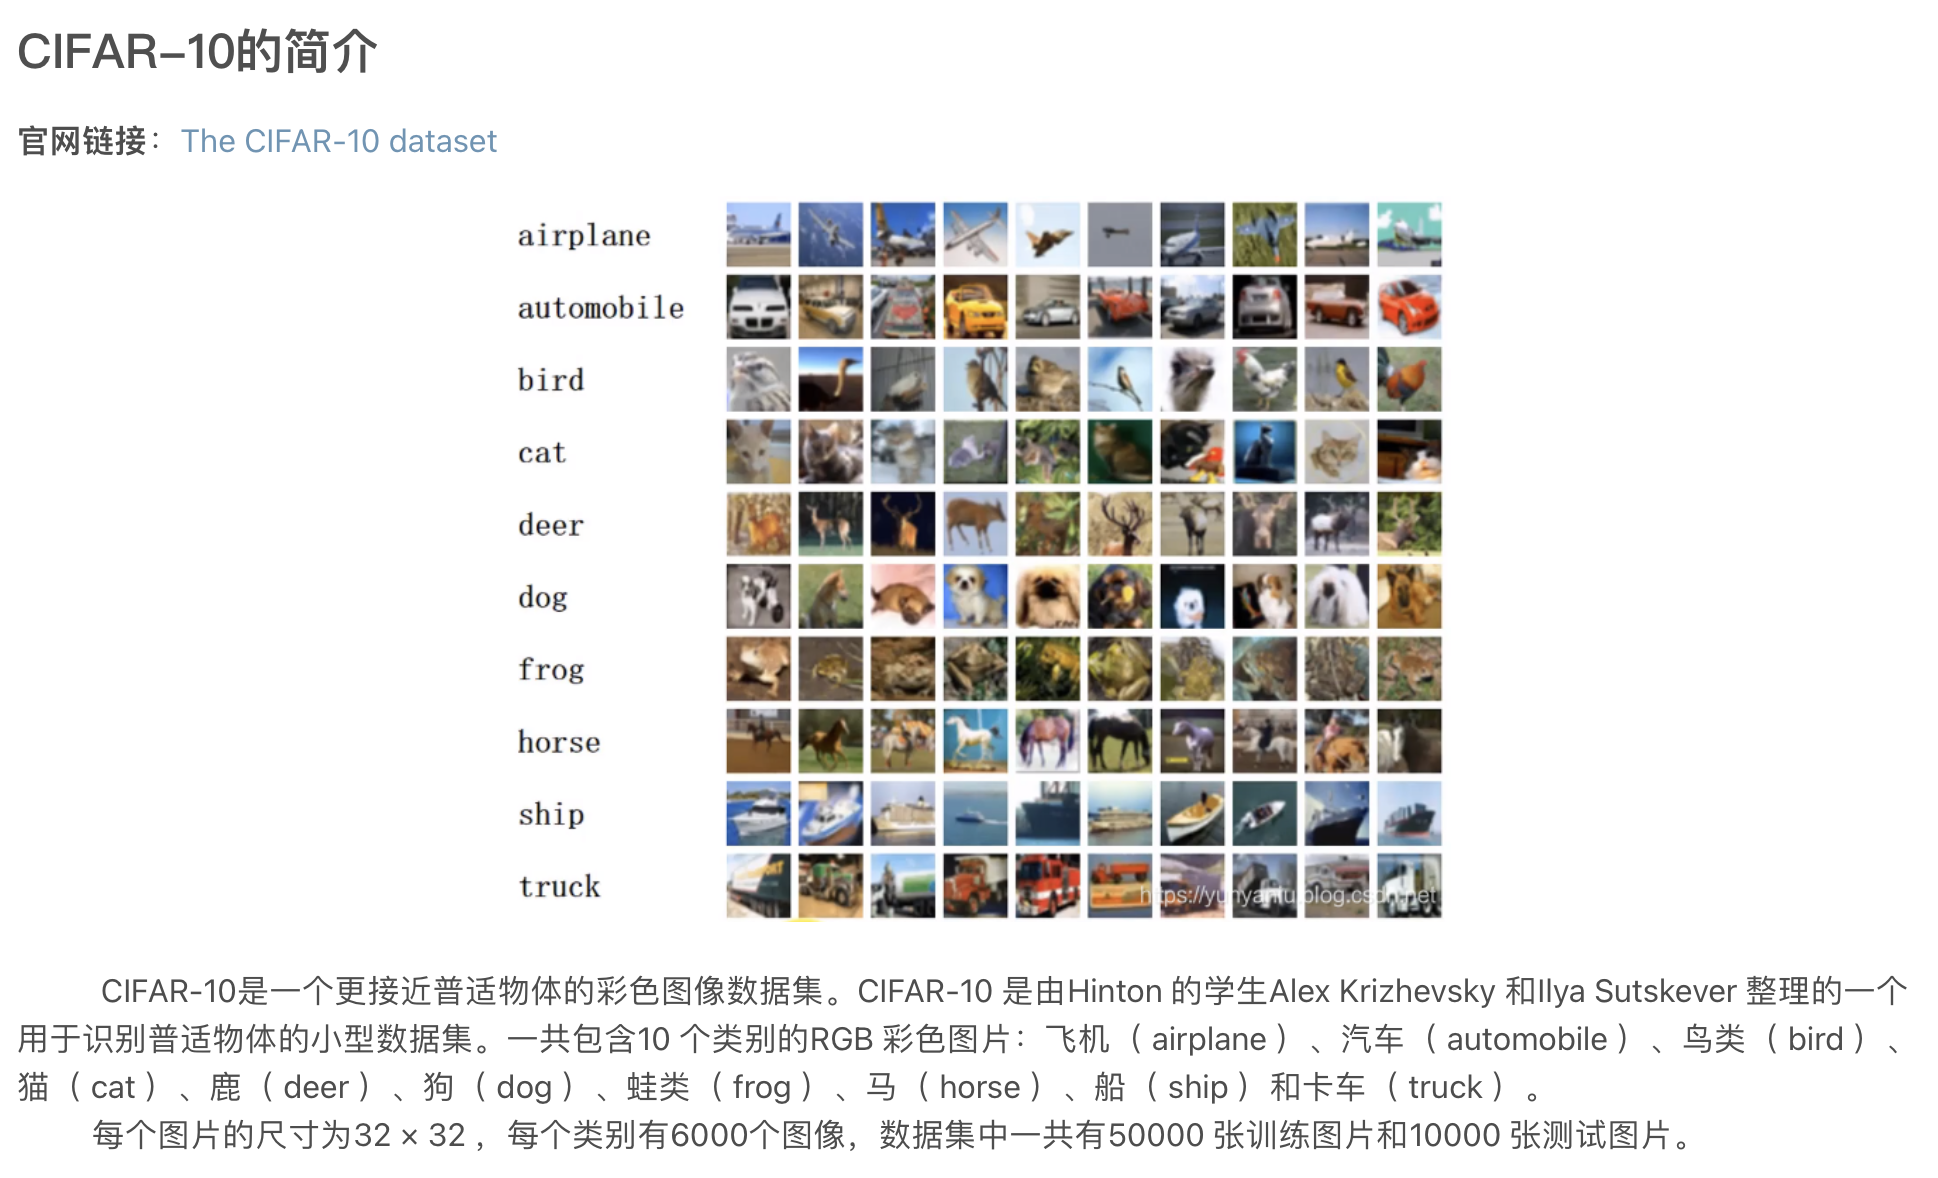 CIFAR-10的简介
官网链接：The CIFAR-10 dataset
airplane
automobile
bird
cat
deer
dog
frog
horse
ship
truck
https://yunyaniu.blog.csdn.net
CIFAR-10是一个更接近普适物体的彩色图像数据集。CIFAR-10 是由Hinton 的学生Alex Krizhevsky 和Ilya Sutskever 整理的一个
用于识别普适物体的小型数据集。一共包含10 个类别的RGB 彩色图片：飞机（ airplane ）、汽车（ automobile ）、鸟类（ bird ）、
猫（ cat ）、鹿（ deer ）、狗（ dog ）、蛙类（ frog ）、马（ horse ）、船（ ship ）和卡车（ truck ）。
每个图片的尺寸为32 × 32 ，每个类别有6000个图像，数据集中一共有50000 张训练图片和10000 张测试图片。